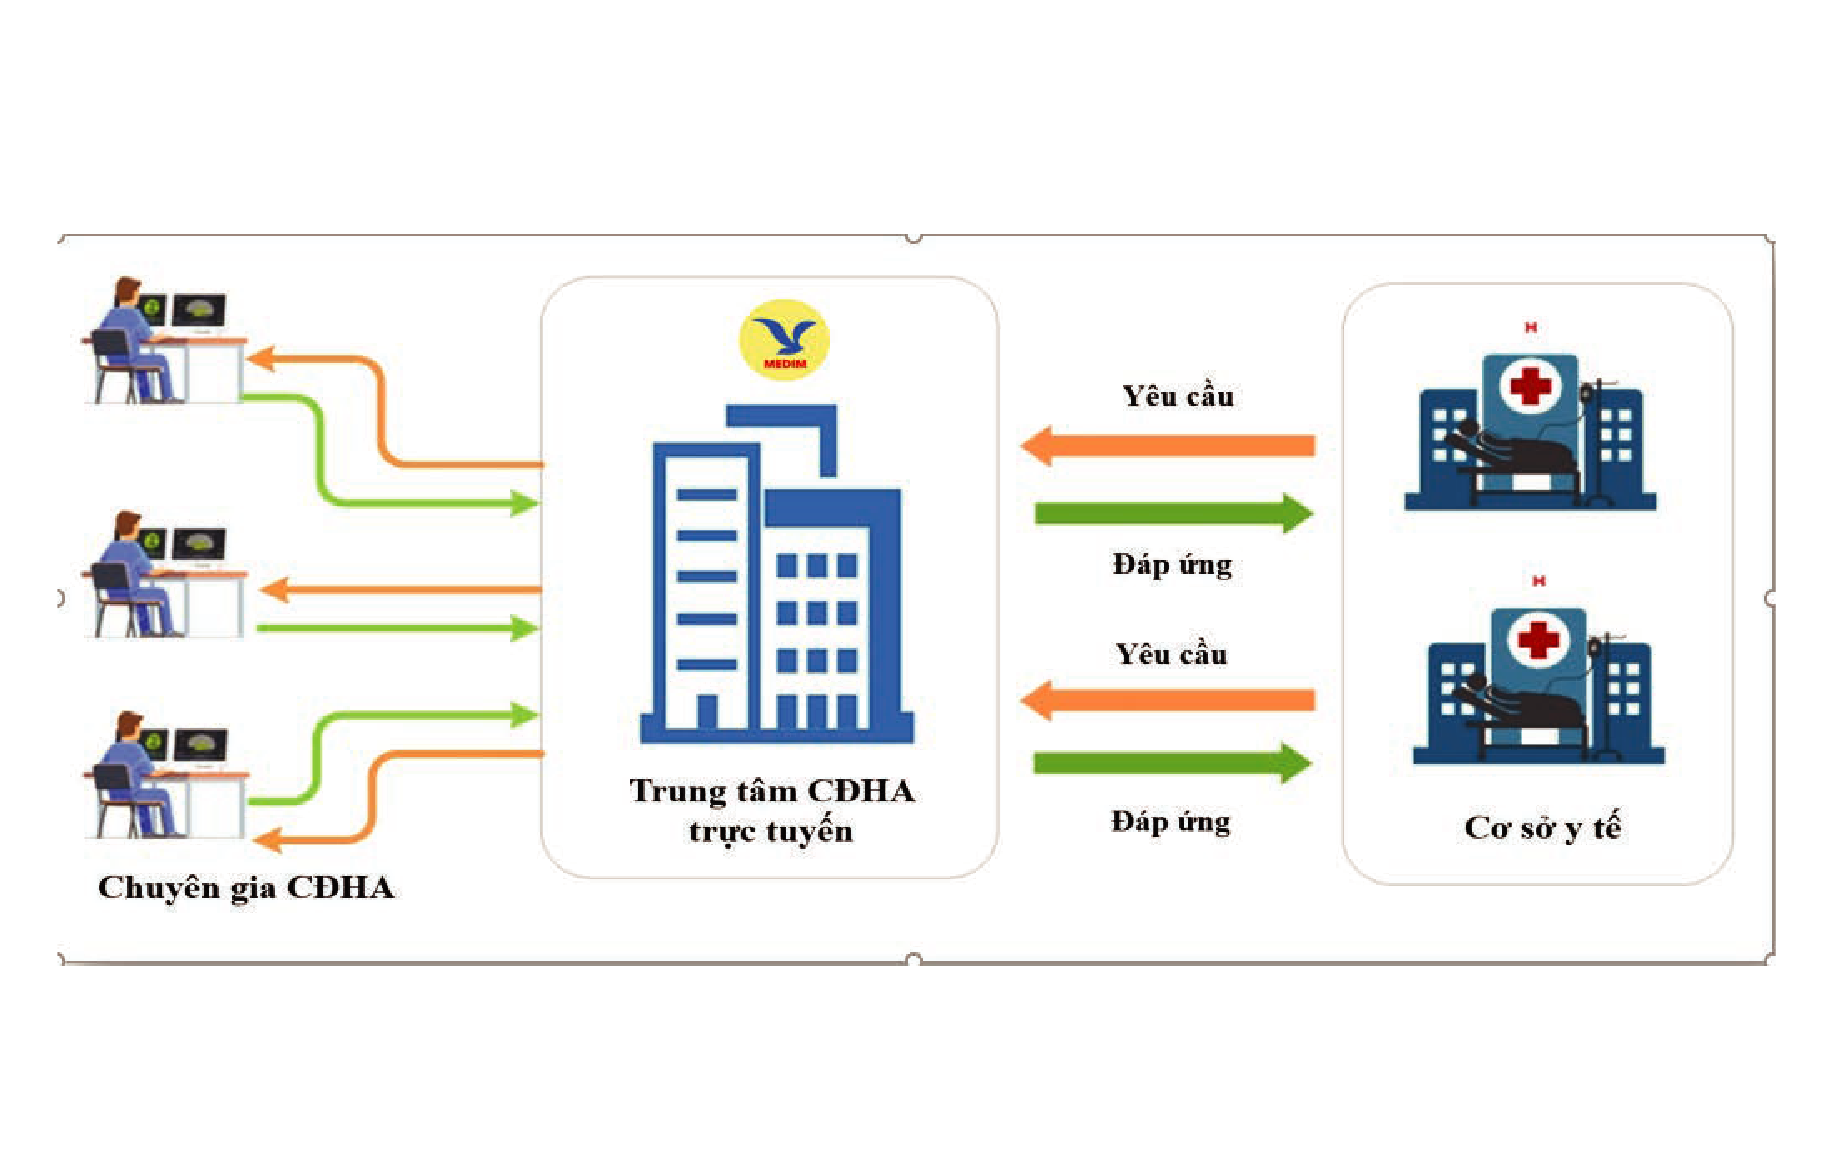 MEDIM
Trung tâm CĐHA
trực tuyến
Chuyên gia CĐHA
Yêu cầu
Đáp ứng
Yêu cầu
Đáp ứng
H
H
Cơ sở y tế